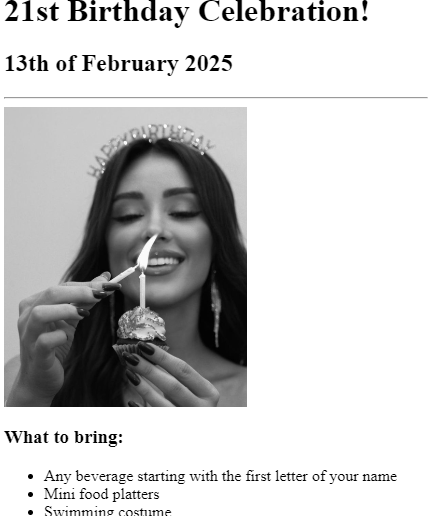 21st Birthday Celebration!
13th of February 2025
HAPPY BIRTHDAY
What to bring:
Any beverage starting with the first letter of your name
Mini food platters
Swimming costume